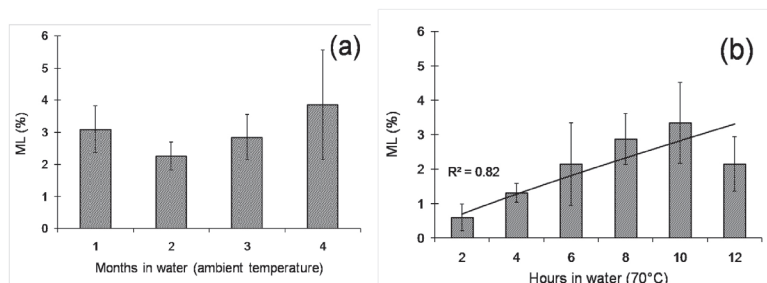 (a)
ML (%)
6
5
4
3
2
1
0
1 2 3 4
Months in water (ambient temperature)
(b)
ML (%)
6
5
4
3
2
1
0
R² = 0.82
2 4 6 8 10 12
Hours in water (70°C)